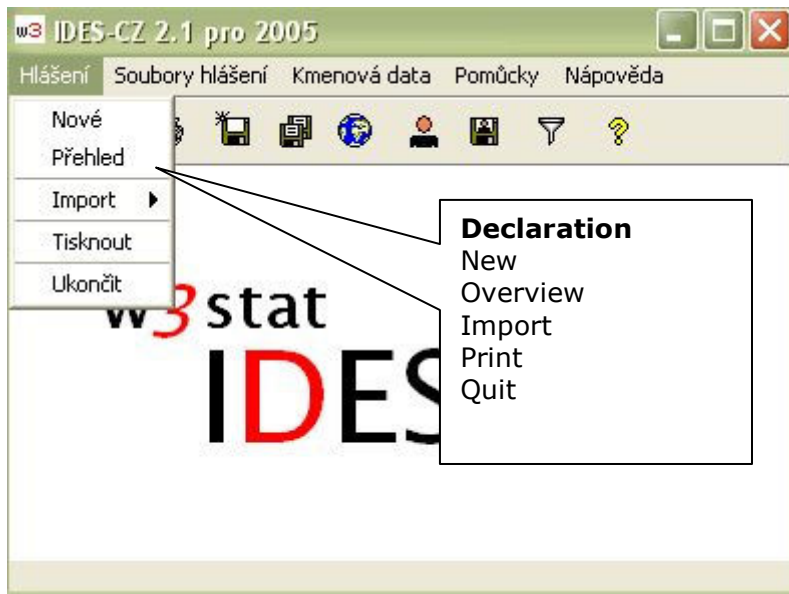 w3 IDES-CZ 2.1 pro 2005
Hlášení Soubory hlášení Kmenová data Pomůcky Nápověda
Nové
Přehled
Import
Tisknout
Ukončit
Declaration
New
Overview
Import
Print
Quit
w3stat
IDES